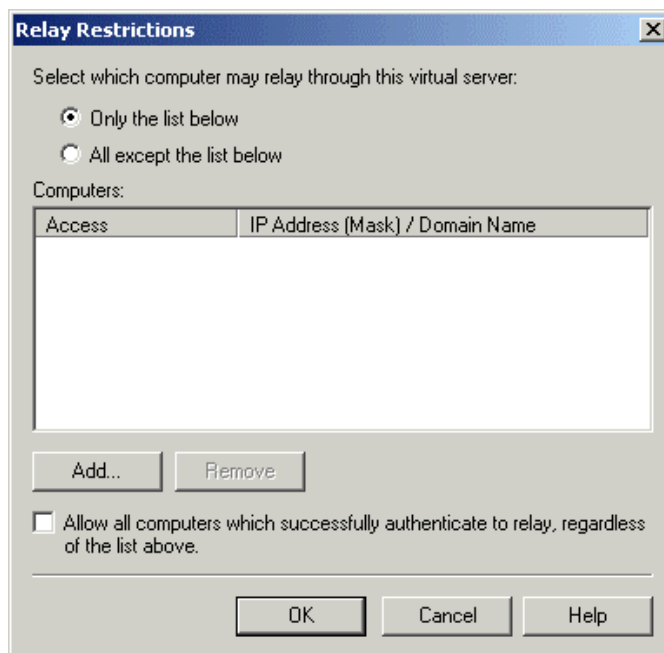 Relay Restrictions
Select which computer may relay through this virtual server:
Only the list below
All except the list below
Computers:
Access IP Address (Mask) / Domain Name
Add... Remove
Allow all computers which successfully authenticate to relay, regardless
of the list above.
OK Cancel Help